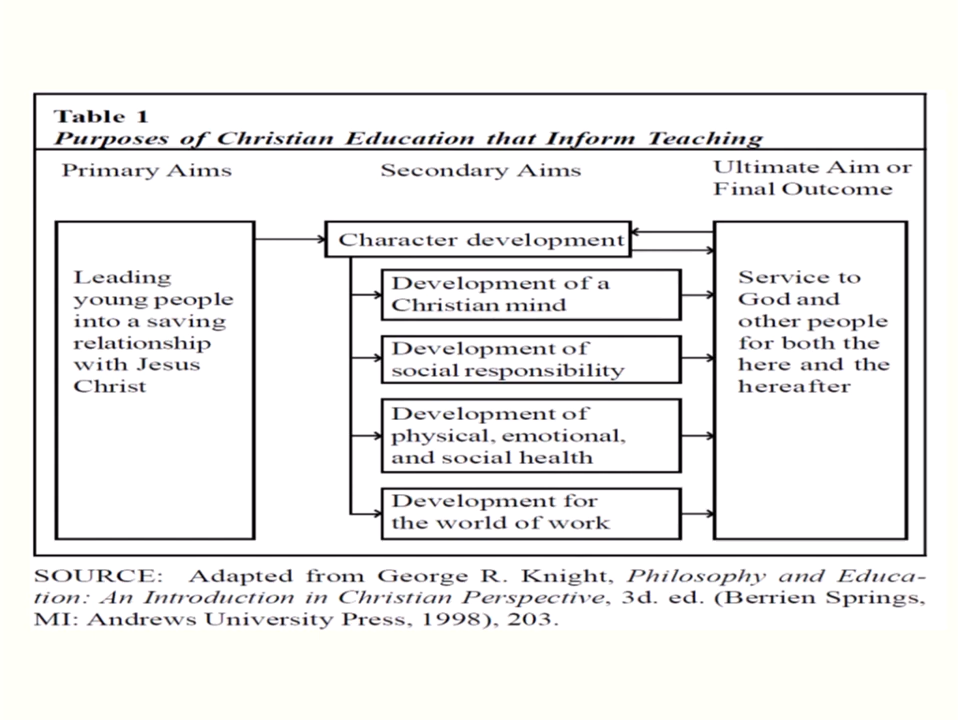 Table 1
Purposes of Christian Education that Inform Teaching
Primary Aims
Secondary Aims
Ultimate Aim or
Final Outcome
Leading
young people
into a saving
relationship
with Jesus
Christ
Character development
Development of a
Christian mind
Development of
social responsibility
Development of
physical, emotional,
and social health
Development for
the world of work
Service to
God and
other people
for both the
here and the
hereafter
SOURCE: Adapted from George R. Knight, Philosophy and Educa-
tion: An Introduction in Christian Perspective, 3d. ed. (Berrien Springs,
MI: Andrews University Press, 1998), 203.